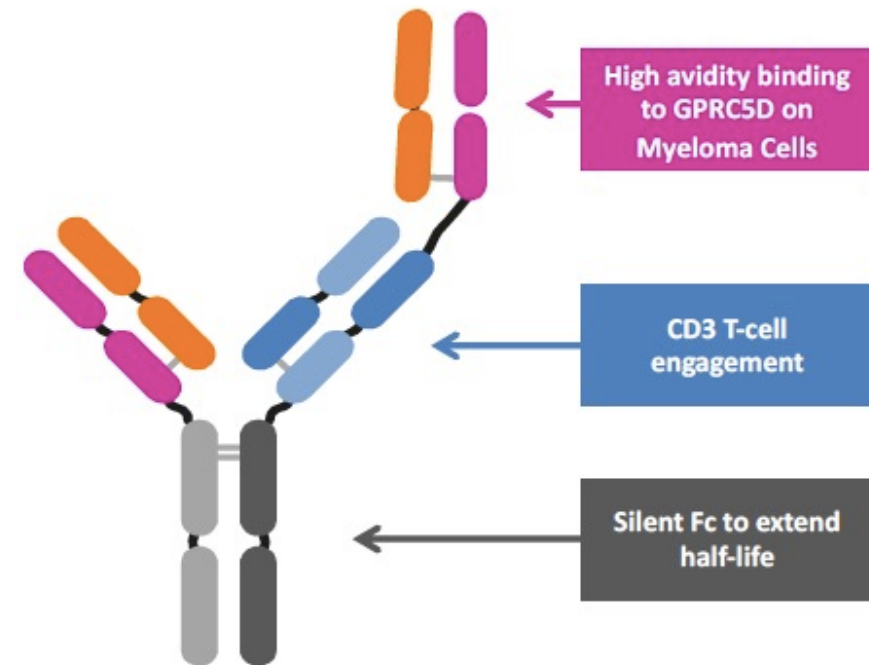 High avidity binding
to GPRC5D on
Myeloma Cells
CD3 T-cell
engagement
Silent Fc to extend
half-life